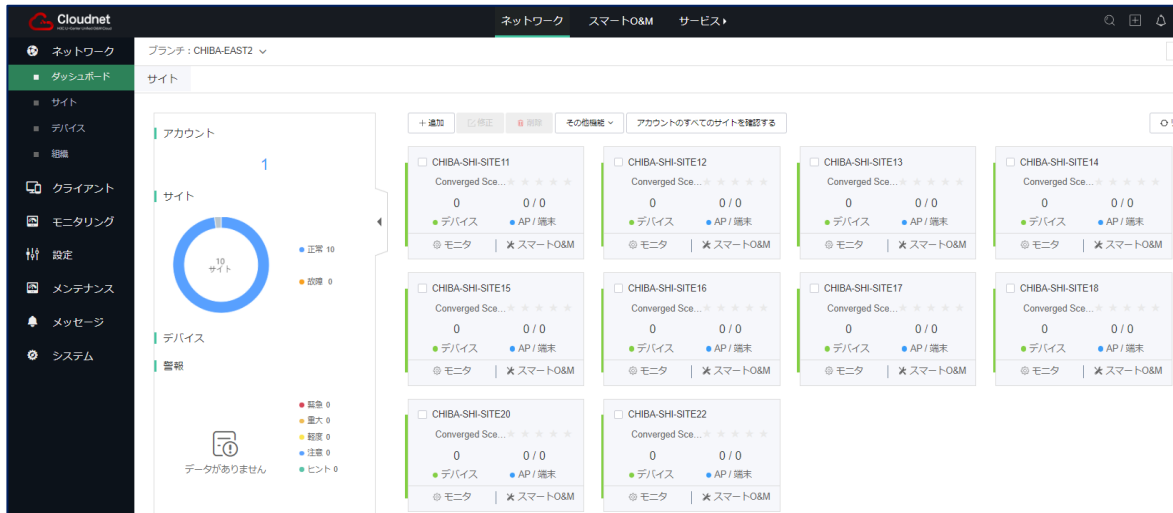 Cloudnet
ネットワーク スマートO&M サービス
ネットワーク
ダッシュボード
サイト
デバイス
組織
クライアント
モニタリング
設定
メンテナンス
メッセージ
システム
ブランチ : CHIBA-EAST2
サイト
アカウント
1
サイト
10
サイト
正常 10
故障 0
デバイス
警報
データがありません
緊急 0
重大 0
軽度 0
注意 0
ヒント 0
+ 追加 修正 削除 その他機能 アカウントのすべてのサイトを確認する
CHIBA-SHI-SITE11
Converged Sce...
0 0 / 0
デバイス AP / 端末
モニタ スマートO&M
CHIBA-SHI-SITE12
Converged Sce...
0 0 / 0
デバイス AP / 端末
モニタ スマートO&M
CHIBA-SHI-SITE13
Converged Sce...
0 0 / 0
デバイス AP / 端末
モニタ スマートO&M
CHIBA-SHI-SITE14
Converged Sce...
0 0 / 0
デバイス AP / 端末
モニタ スマートO&M
CHIBA-SHI-SITE15
Converged Sce...
0 0 / 0
デバイス AP / 端末
モニタ スマートO&M
CHIBA-SHI-SITE16
Converged Sce...
0 0 / 0
デバイス AP / 端末
モニタ スマートO&M
CHIBA-SHI-SITE17
Converged Sce...
0 0 / 0
デバイス AP / 端末
モニタ スマートO&M
CHIBA-SHI-SITE18
Converged Sce...
0 0 / 0
デバイス AP / 端末
モニタ スマートO&M
CHIBA-SHI-SITE20
Converged Sce...
0 0 / 0
デバイス AP / 端末
モニタ スマートO&M
CHIBA-SHI-SITE22
Converged Sce...
0 0 / 0
デバイス AP / 端末
モニタ スマートO&M